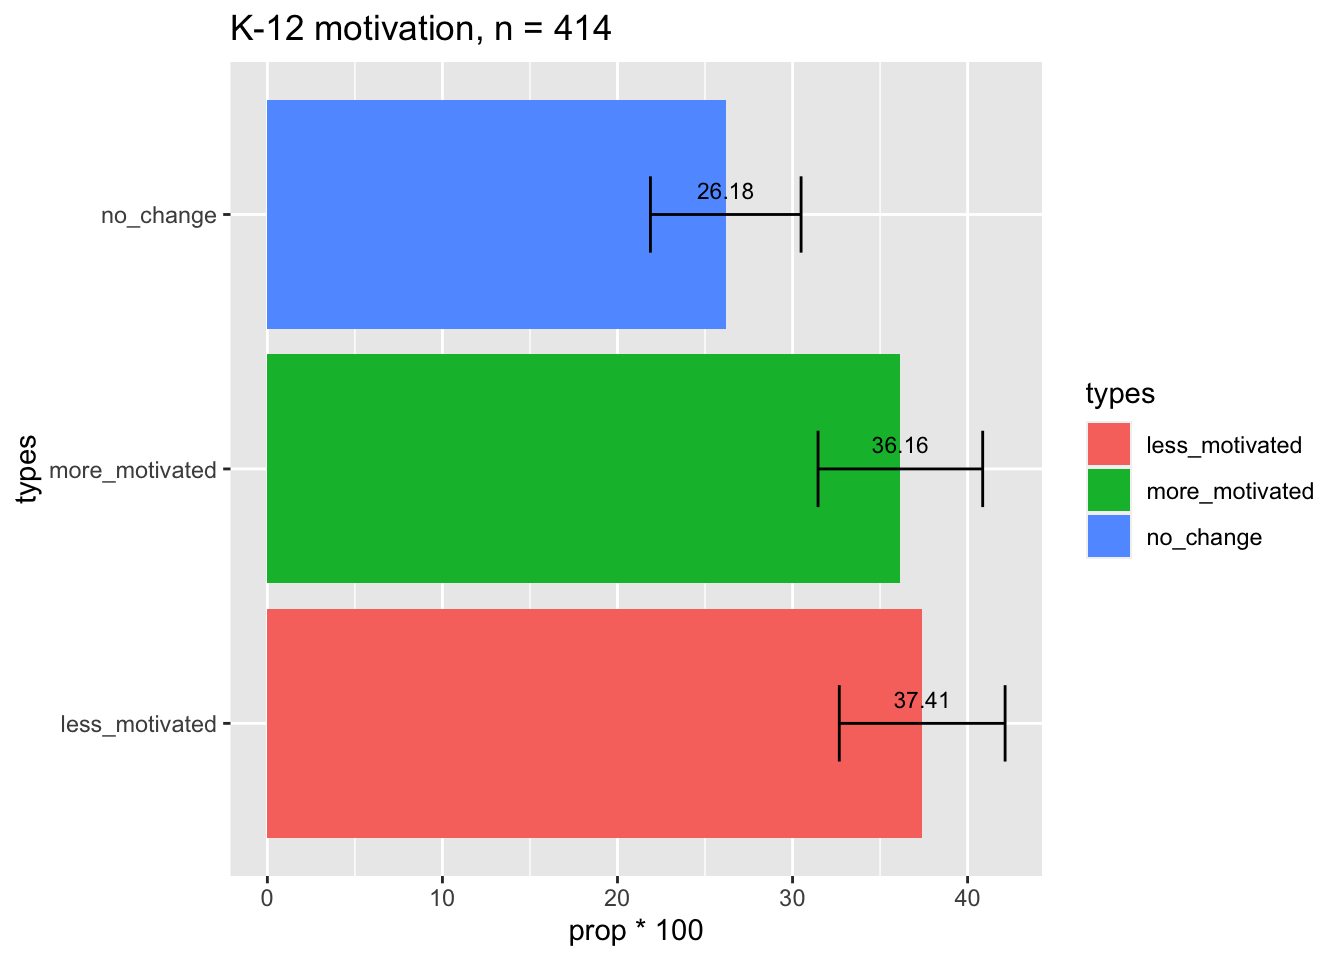 K-12 motivation, n = 414
no_change
26.18
more_motivated
36.16
less_motivated
37.41
types
0 10 20 30 40
prop * 100
types
less_motivated
more_motivated
no_change